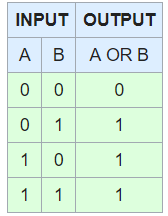 INPUT OUTPUT
A B A OR B
0 0 0
0 1 1
1 0 1
1 1 1